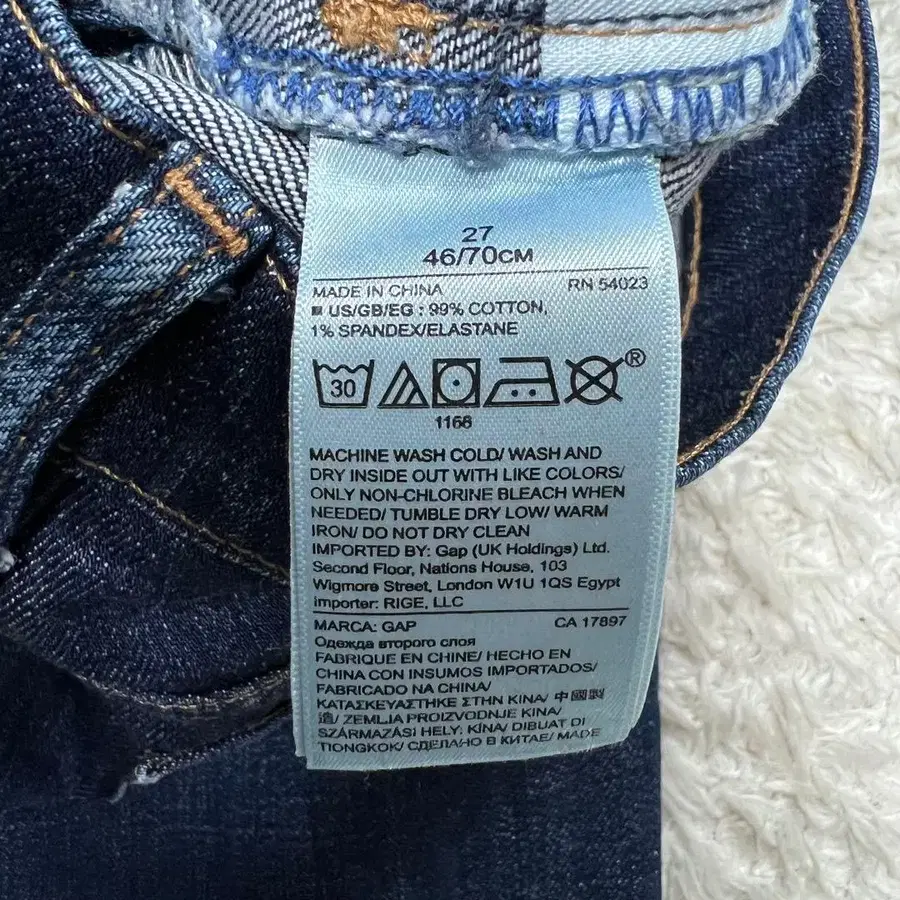 27
46/70CM
MADE IN CHINA RN 54023
US/GB/EG : 99% COTTON,
1% SPANDEX/ELASTANE
30
®
1168
MACHINE WASH COLD/ WASH AND
DRY INSIDE OUT WITH LIKE COLORS/
ONLY NON-CHLORINE BLEACH WHEN
NEEDED/ TUMBLE DRY LOW/ WARM
IRON/ DO NOT DRY CLEAN
IMPORTED BY: Gap (UK Holdings) Ltd.
Second Floor, Nations House, 103
Wigmore Street, London W1U 1QS Egypt
importer: RIGE, LLC
MARCA: GAP CA 17897
Одежда второго слоя
FABRIQUE EN CHINE/ HECHO EN
CHINA CON INSUMOS IMPORTADOS/
FABRICADO NA CHINA/
ΚΑΤΑΣΚΕΥΑΣΤΗΚΕ ΣΤΗΝ ΚΙΝΑ/ 中國製
造/ ZEMLJA PROIZVODNJE KINA/
SZÁRMAZÁSI HELY: KÍNA/ DIBUAT DI
TIONGKOK/ СДЕЛАНО В КИТАЕ/ MADE